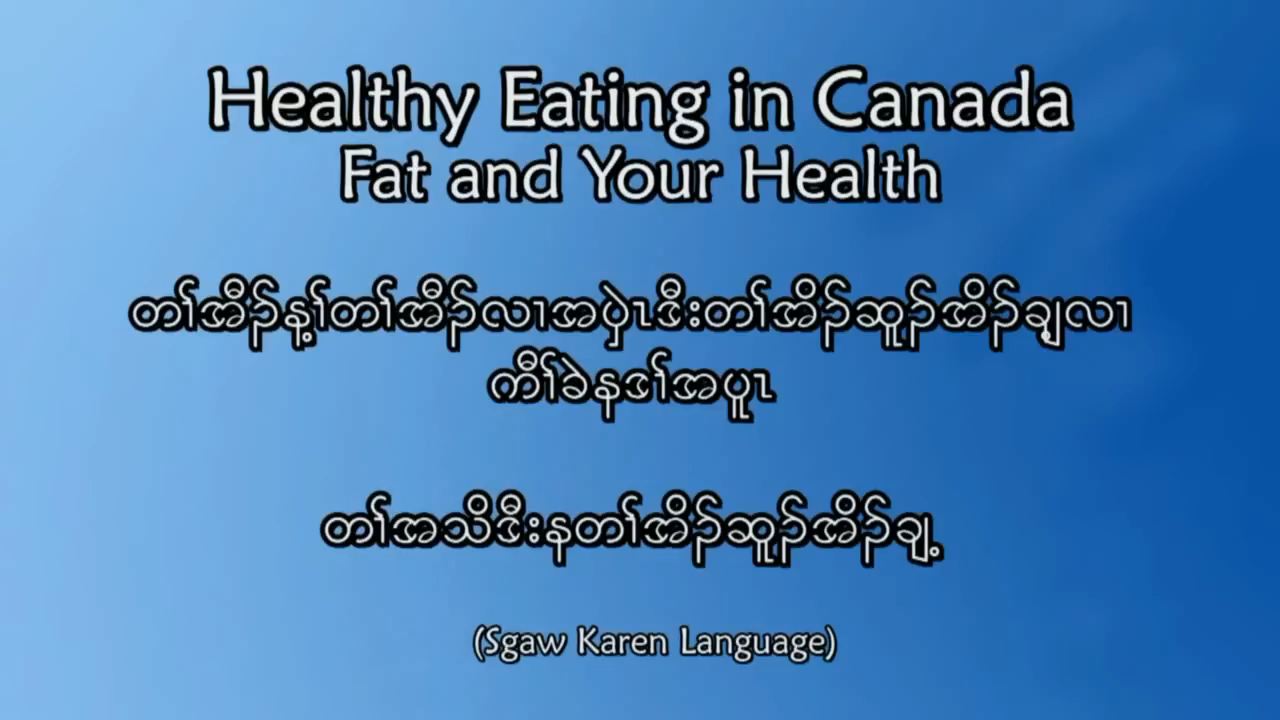 Healthy Eating in Canada
Fat and Your Health
တၢ်အီၣ်န့ၢ်တၢ်အီၣ်လၢအပှဲၤဒီးတၢ်အိၣ်ဆူၣ်အိၣ်ချ့လၢ
ကီၢ်ခဲနဒၢ်အပူၤ
တၢ်အသိဒီးနတၢ်အိၣ်ဆူၣ်အိၣ်ချ့
(Sgaw Karen Language)